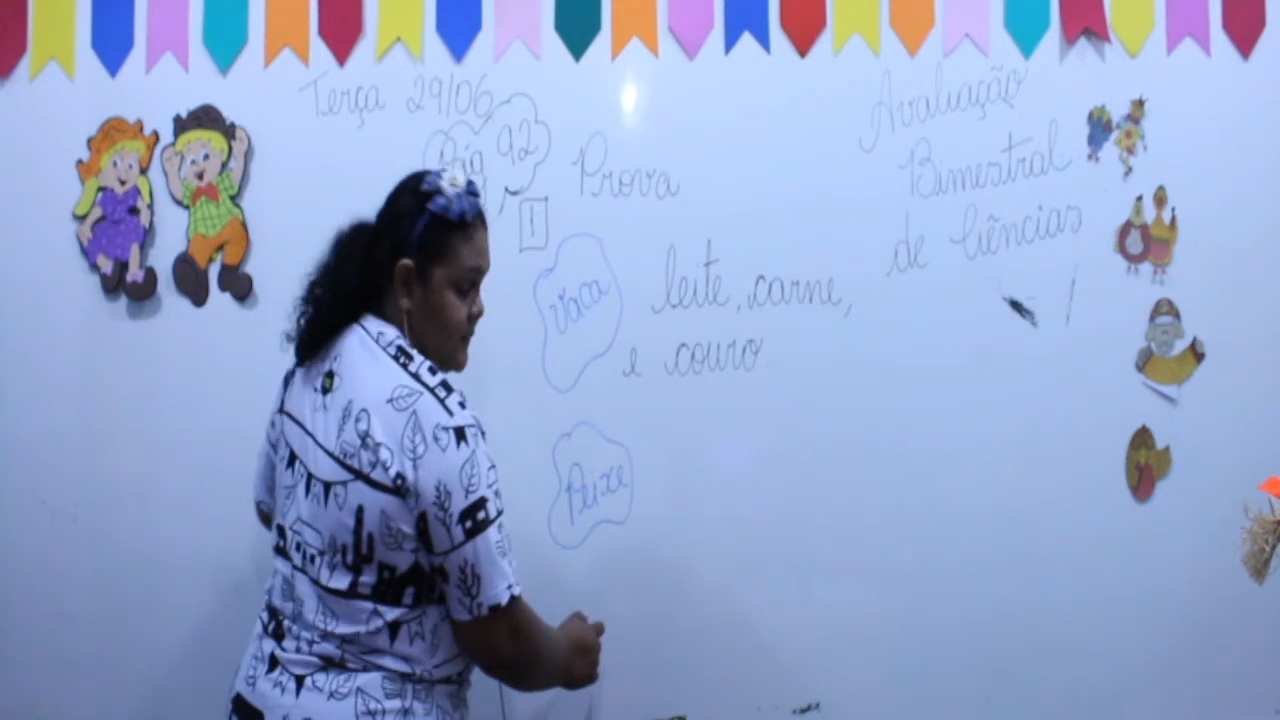 Terça 29/06
Pág 92
Prova
Avaliação
Bimestral
de Ciências
1
Vaca
leite, carne,
e couro
Peixe